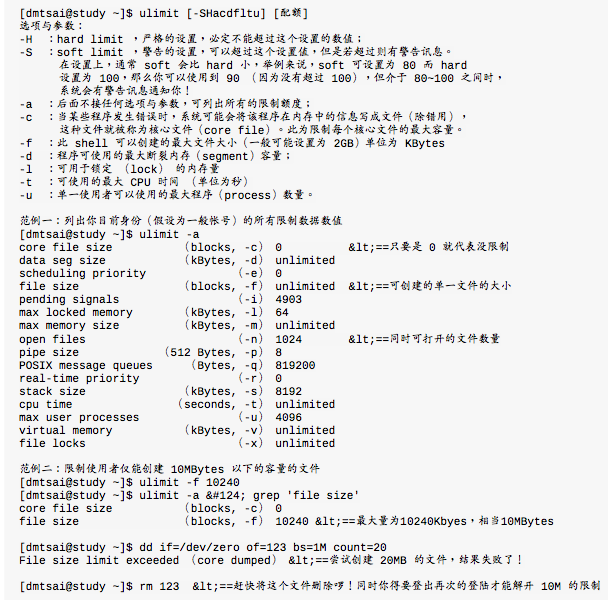 [dmtsai@study ~]$ ulimit [-SHacdfltu] [配额]
选项与参数：
-H  ：hard limit ，严格的设置，必定不能超过这个设置的数值；
-S  ：soft limit ，警告的设置，可以超过这个设置值，但是若超过则有警告讯息。
      在设置上，通常 soft 会比 hard 小，举例来说，soft 可设置为 80 而 hard
      设置为 100，那么你可以使用到 90 （因为没有超过 100），但介于 80~100 之间时，
      系统会有警告讯息通知你！
-a  ：后面不接任何选项与参数，可列出所有的限制额度；
-c  ：当某些程序发生错误时，系统可能会将该程序在内存中的信息写成文件（除错用），
      这种文件就被称为核心文件（core file）。此为限制每个核心文件的最大容量。
-f  ：此 shell 可以创建的最大文件大小（一般可能设置为 2GB）单位为 KBytes
-d  ：程序可使用的最大断裂内存（segment）容量；
-l  ：可用于锁定 （lock） 的内存量
-t  ：可使用的最大 CPU 时间 （单位为秒）
-u  ：单一使用者可以使用的最大程序（process）数量。

范例一：列出你目前身份（假设为一般帐号）的所有限制数据数值
[dmtsai@study ~]$ ulimit -a
core file size          （blocks, -c） 0          &lt;==只要是 0 就代表没限制
data seg size           （kBytes, -d） unlimited
scheduling priority             （-e） 0
file size               （blocks, -f） unlimited  &lt;==可创建的单一文件的大小
pending signals                 （-i） 4903
max locked memory       （kBytes, -l） 64
max memory size         （kBytes, -m） unlimited
open files                      （-n） 1024       &lt;==同时可打开的文件数量
pipe size            （512 Bytes, -p） 8
POSIX message queues     （Bytes, -q） 819200
real-time priority              （-r） 0
stack size              （kBytes, -s） 8192
cpu time               （seconds, -t） unlimited
max user processes              （-u） 4096
virtual memory          （kBytes, -v） unlimited
file locks                      （-x） unlimited

范例二：限制使用者仅能创建 10MBytes 以下的容量的文件
[dmtsai@study ~]$ ulimit -f 10240
[dmtsai@study ~]$ ulimit -a &#124; grep 'file size'
core file size          （blocks, -c） 0
file size               （blocks, -f） 10240 &lt;==最大量为10240Kbyes，相当10MBytes

[dmtsai@study ~]$ dd if=/dev/zero of=123 bs=1M count=20
File size limit exceeded （core dumped） &lt;==尝试创建 20MB 的文件，结果失败了！

[dmtsai@study ~]$ rm 123  &lt;==赶快将这个文件删除啰！同时你得要登出再次的登陆才能解开 10M 的限制